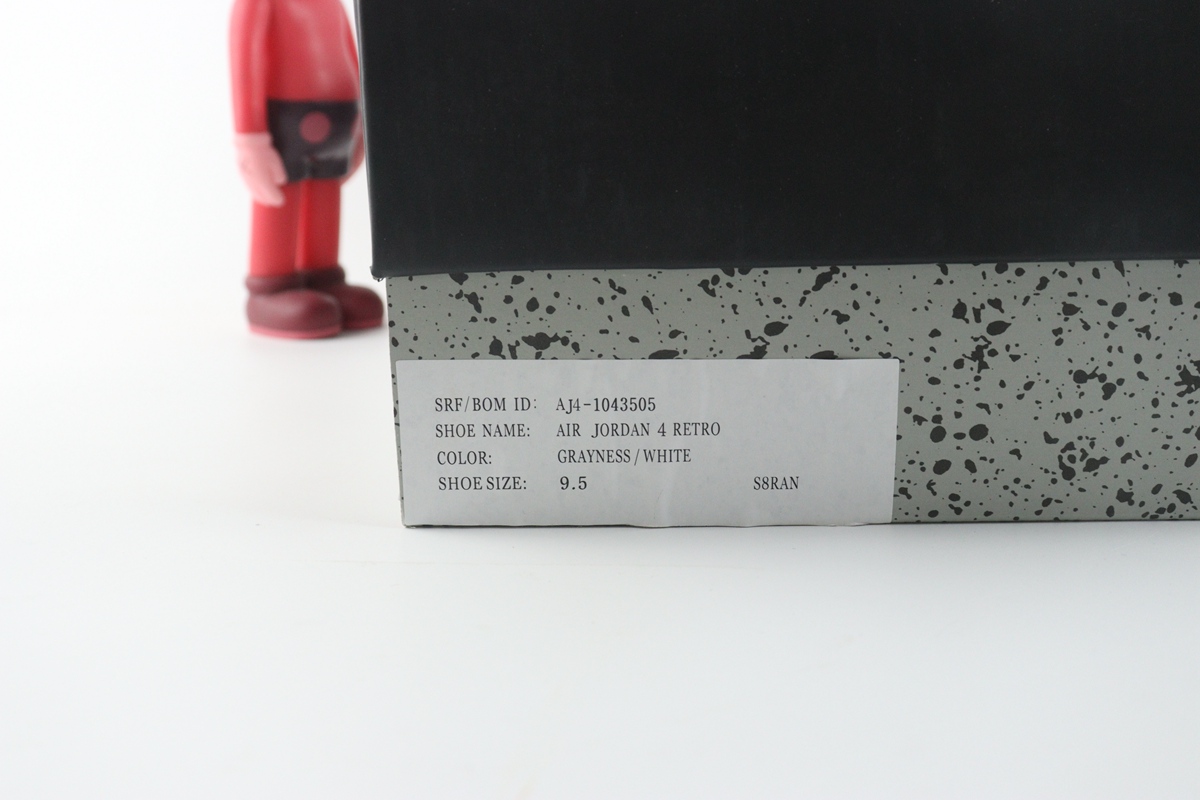 SRF/BOM ID: AJ4-1043505
SHOE NAME: AIR JORDAN 4 RETRO
COLOR: GRAYNESS/WHITE
SHOE SIZE: 9.5 S8RAN